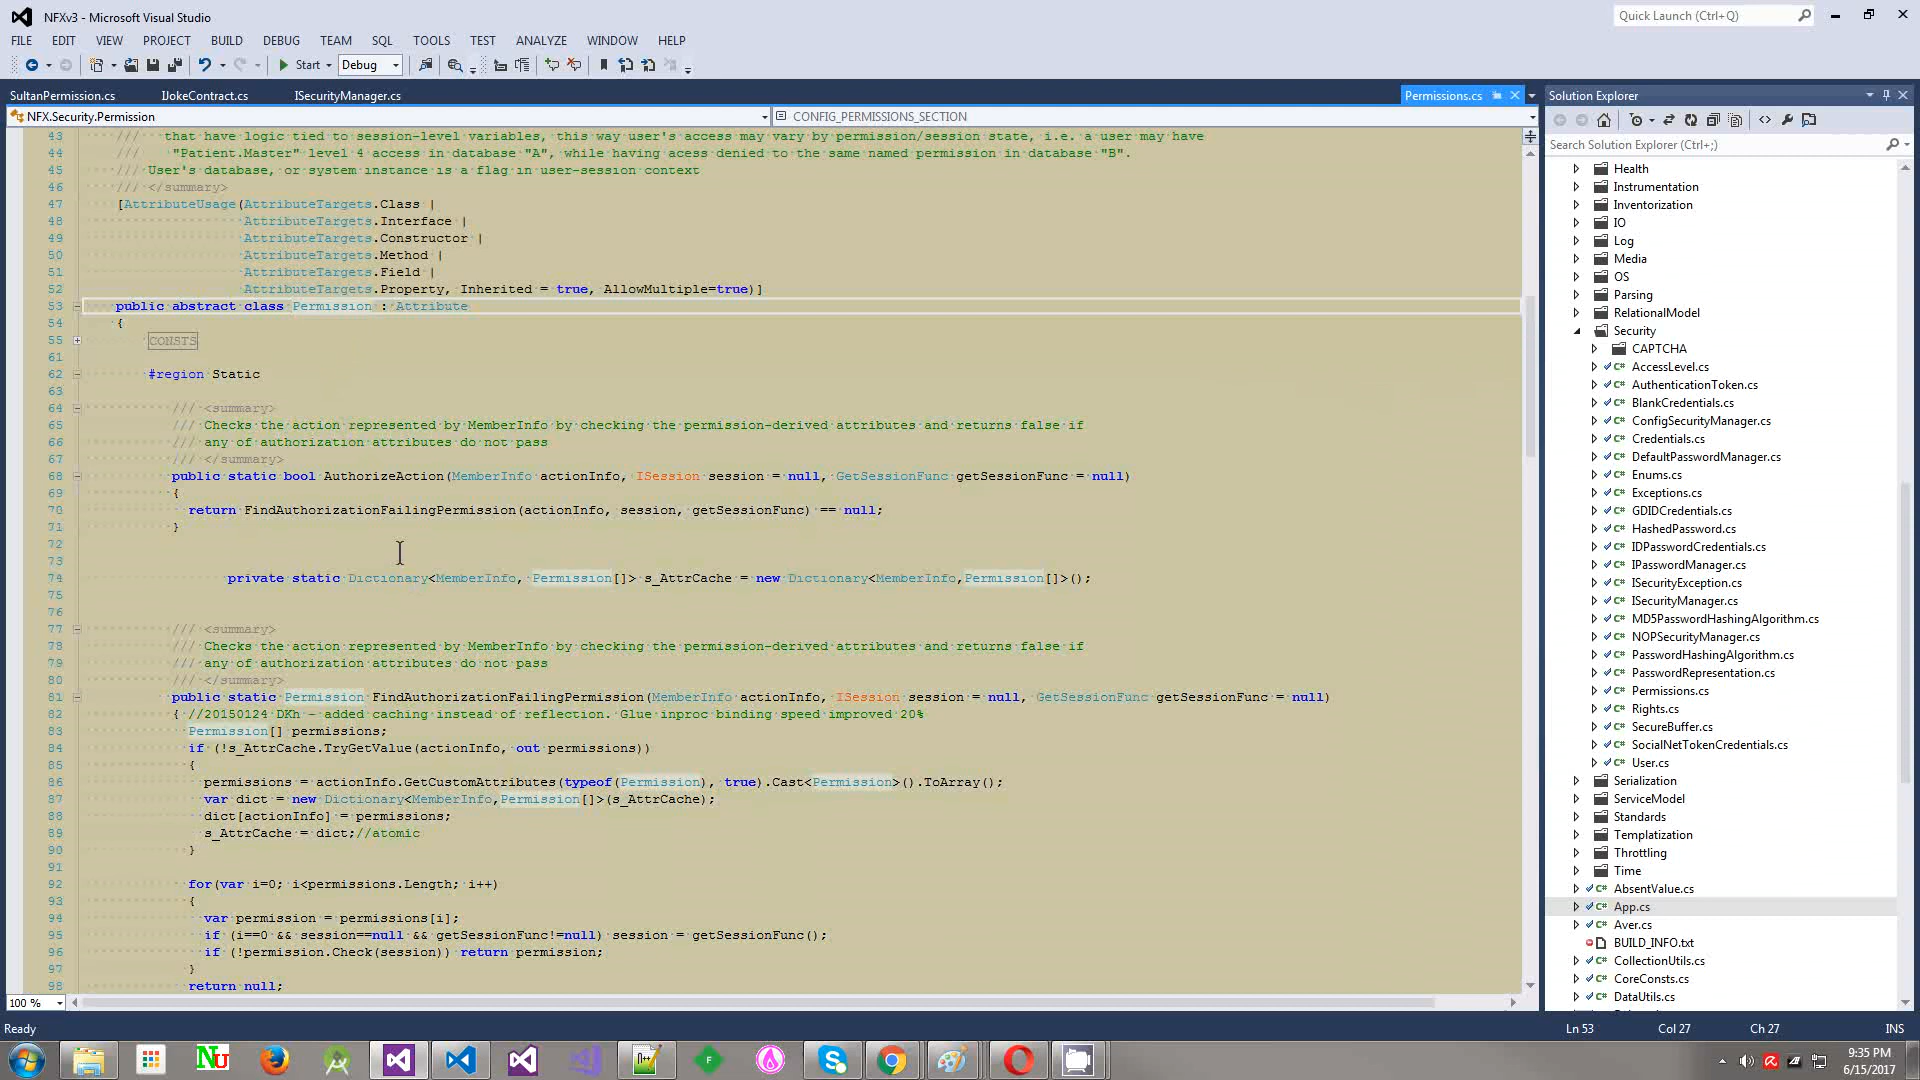 NFXv3 - Microsoft Visual Studio
Quick Launch (Ctrl+Q)
FILE EDIT VIEW PROJECT BUILD DEBUG TEAM SQL TOOLS TEST ANALYZE WINDOW HELP
Start Debug
SultanPermission.cs IJokeContract.cs ISecurityManager.cs Permissions.cs
NFX.Security.Permission CONFIG_PERMISSIONS_SECTION
43 /// that have logic tied to session-level variables, this way user's access may vary by permission/session state, i.e. a user may have
44 /// "Patient.Master" level 4 access in database "A", while having acess denied to the same named permission in database "B".
45 /// User's database, or system instance is a flag in user-session context
46 /// </summary>
47 [AttributeUsage(AttributeTargets.Class |
48 AttributeTargets.Interface |
49 AttributeTargets.Constructor |
50 AttributeTargets.Method |
51 AttributeTargets.Field |
52 AttributeTargets.Property, Inherited = true, AllowMultiple=true)]
53 public abstract class Permission : Attribute
54 {
55 CONSTS
61
62 #region Static
63
64 /// <summary>
65 /// Checks the action represented by MemberInfo by checking the permission-derived attributes and returns false if
66 /// any of authorization attributes do not pass
67 /// </summary>
68 public static bool AuthorizeAction(MemberInfo actionInfo, ISession session = null, GetSessionFunc getSessionFunc = null)
69 {
70 return FindAuthorizationFailingPermission(actionInfo, session, getSessionFunc) == null;
71 }
72
73
74 private static Dictionary<MemberInfo, Permission[]> s_AttrCache = new Dictionary<MemberInfo,Permission[]>();
75
76
77 /// <summary>
78 /// Checks the action represented by MemberInfo by checking the permission-derived attributes and returns false if
79 /// any of authorization attributes do not pass
80 /// </summary>
81 public static Permission FindAuthorizationFailingPermission(MemberInfo actionInfo, ISession session = null, GetSessionFunc getSessionFunc = null)
82 { //20150124 DKh - added caching instead of reflection. Glue inproc binding speed improved 20%
83 Permission[] permissions;
84 if (!s_AttrCache.TryGetValue(actionInfo, out permissions))
85 {
86 permissions = actionInfo.GetCustomAttributes(typeof(Permission), true).Cast<Permission>().ToArray();
87 var dict = new Dictionary<MemberInfo,Permission[]>(s_AttrCache);
88 dict[actionInfo] = permissions;
89 s_AttrCache = dict;//atomic
90 }
91
92 for(var i=0; i<permissions.Length; i++)
93 {
94 var permission = permissions[i];
95 if (i==0 && session==null && getSessionFunc!=null) session = getSessionFunc();
96 if (!permission.Check(session)) return permission;
97 }
98 return null;
100 %
Solution Explorer
Search Solution Explorer (Ctrl+;)
Health
Instrumentation
Inventorization
IO
Log
Media
OS
Parsing
RelationalModel
Security
CAPTCHA
C# AccessLevel.cs
C# AuthenticationToken.cs
C# BlankCredentials.cs
C# ConfigSecurityManager.cs
C# Credentials.cs
C# DefaultPasswordManager.cs
C# Enums.cs
C# Exceptions.cs
C# GDIDCredentials.cs
C# HashedPassword.cs
C# IDPasswordCredentials.cs
C# IPasswordManager.cs
C# ISecurityException.cs
C# ISecurityManager.cs
C# MD5PasswordHashingAlgorithm.cs
C# NOPSecurityManager.cs
C# PasswordHashingAlgorithm.cs
C# PasswordRepresentation.cs
C# Permissions.cs
C# Rights.cs
C# SecureBuffer.cs
C# SocialNetTokenCredentials.cs
C# User.cs
Serialization
ServiceModel
Standards
Templatization
Throttling
Time
C# AbsentValue.cs
C# App.cs
C# Aver.cs
BUILD_INFO.txt
C# CollectionUtils.cs
C# CoreConsts.cs
C# DataUtils.cs
Ready Ln 53 Col 27 Ch 27 INS
9:35 PM
6/15/2017